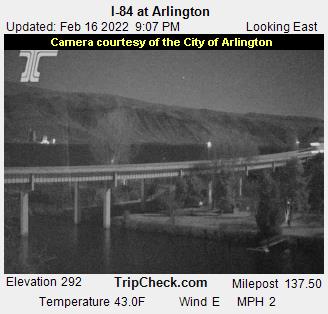 I-84 at Arlington
Updated: Feb 16 2022 9:07 PM Looking East
Camera courtesy of the City of Arlington
Elevation 292 TripCheck.com Milepost 137.50
Temperature 43.0F Wind E MPH 2